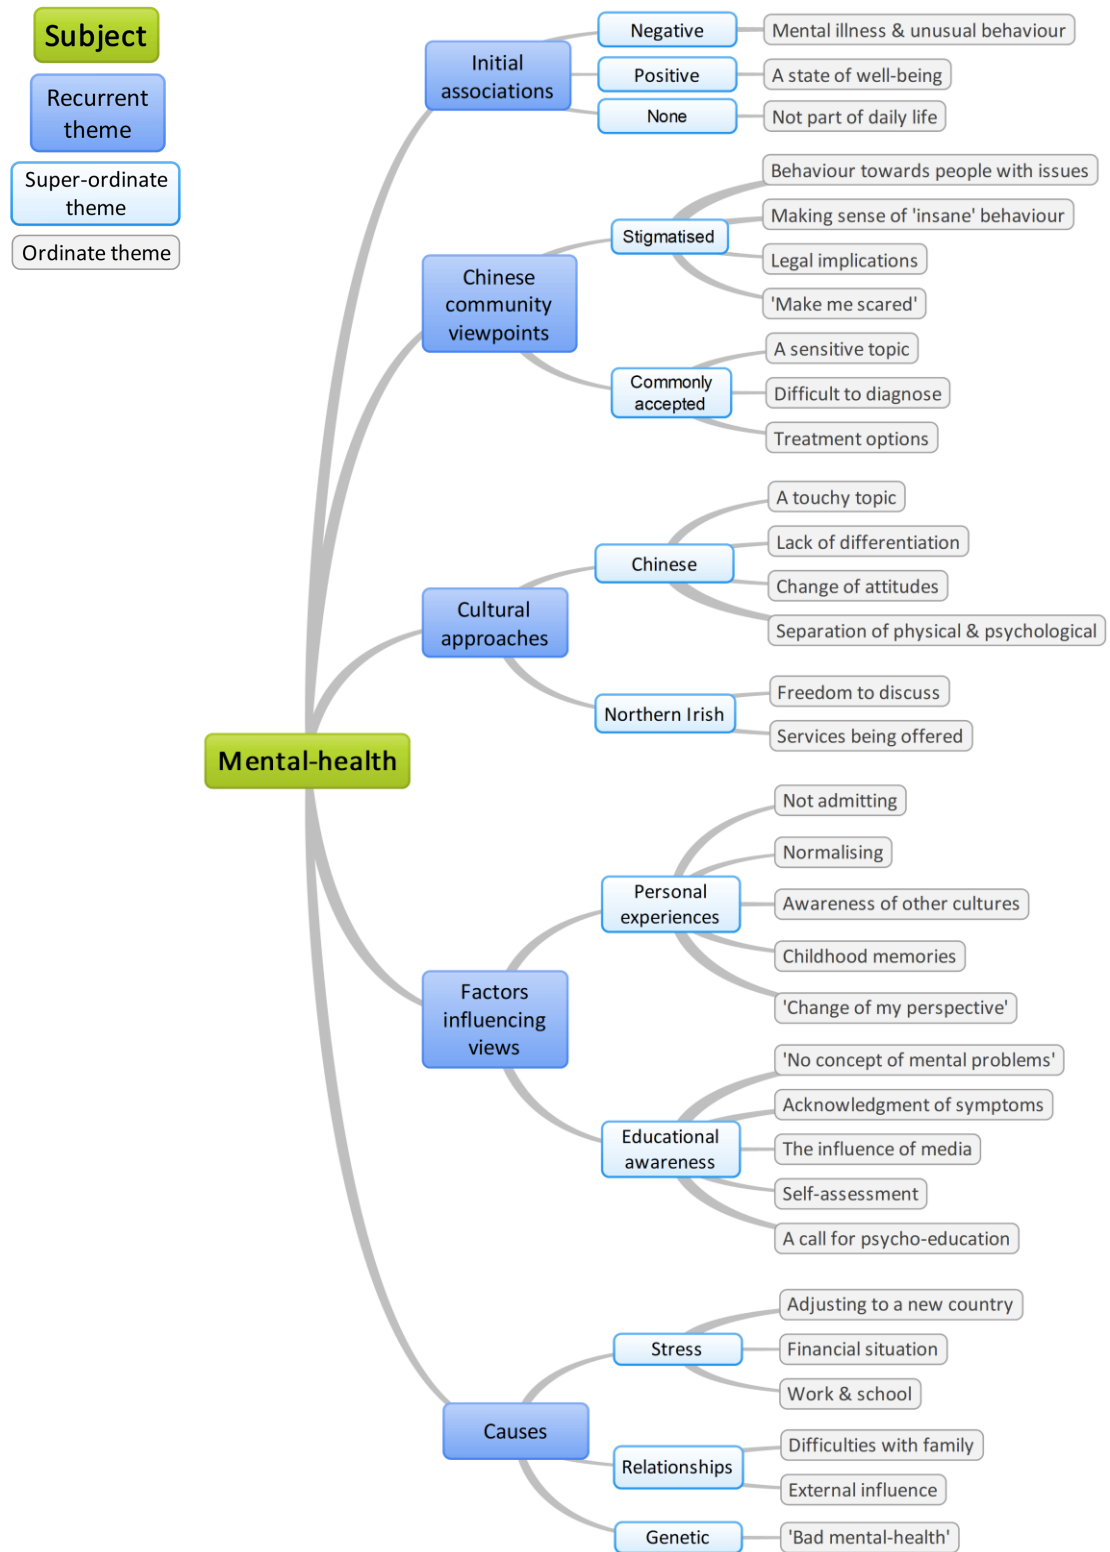 Subject
Recurrent
theme
Super-ordinate
theme
Ordinate theme
Mental-health
Initial
associations
Negative
Mental illness & unusual behaviour
Positive
A state of well-being
None
Not part of daily life
Chinese
community
viewpoints
Stigmatised
Behaviour towards people with issues
Making sense of 'insane' behaviour
Legal implications
'Make me scared'
Commonly
accepted
A sensitive topic
Difficult to diagnose
Treatment options
Cultural
approaches
Chinese
A touchy topic
Lack of differentiation
Change of attitudes
Separation of physical & psychological
Northern Irish
Freedom to discuss
Services being offered
Factors
influencing
views
Personal
experiences
Not admitting
Normalising
Awareness of other cultures
Childhood memories
'Change of my perspective'
Educational
awareness
'No concept of mental problems'
Acknowledgment of symptoms
The influence of media
Self-assessment
A call for psycho-education
Causes
Stress
Adjusting to a new country
Financial situation
Work & school
Relationships
Difficulties with family
External influence
Genetic
'Bad mental-health'